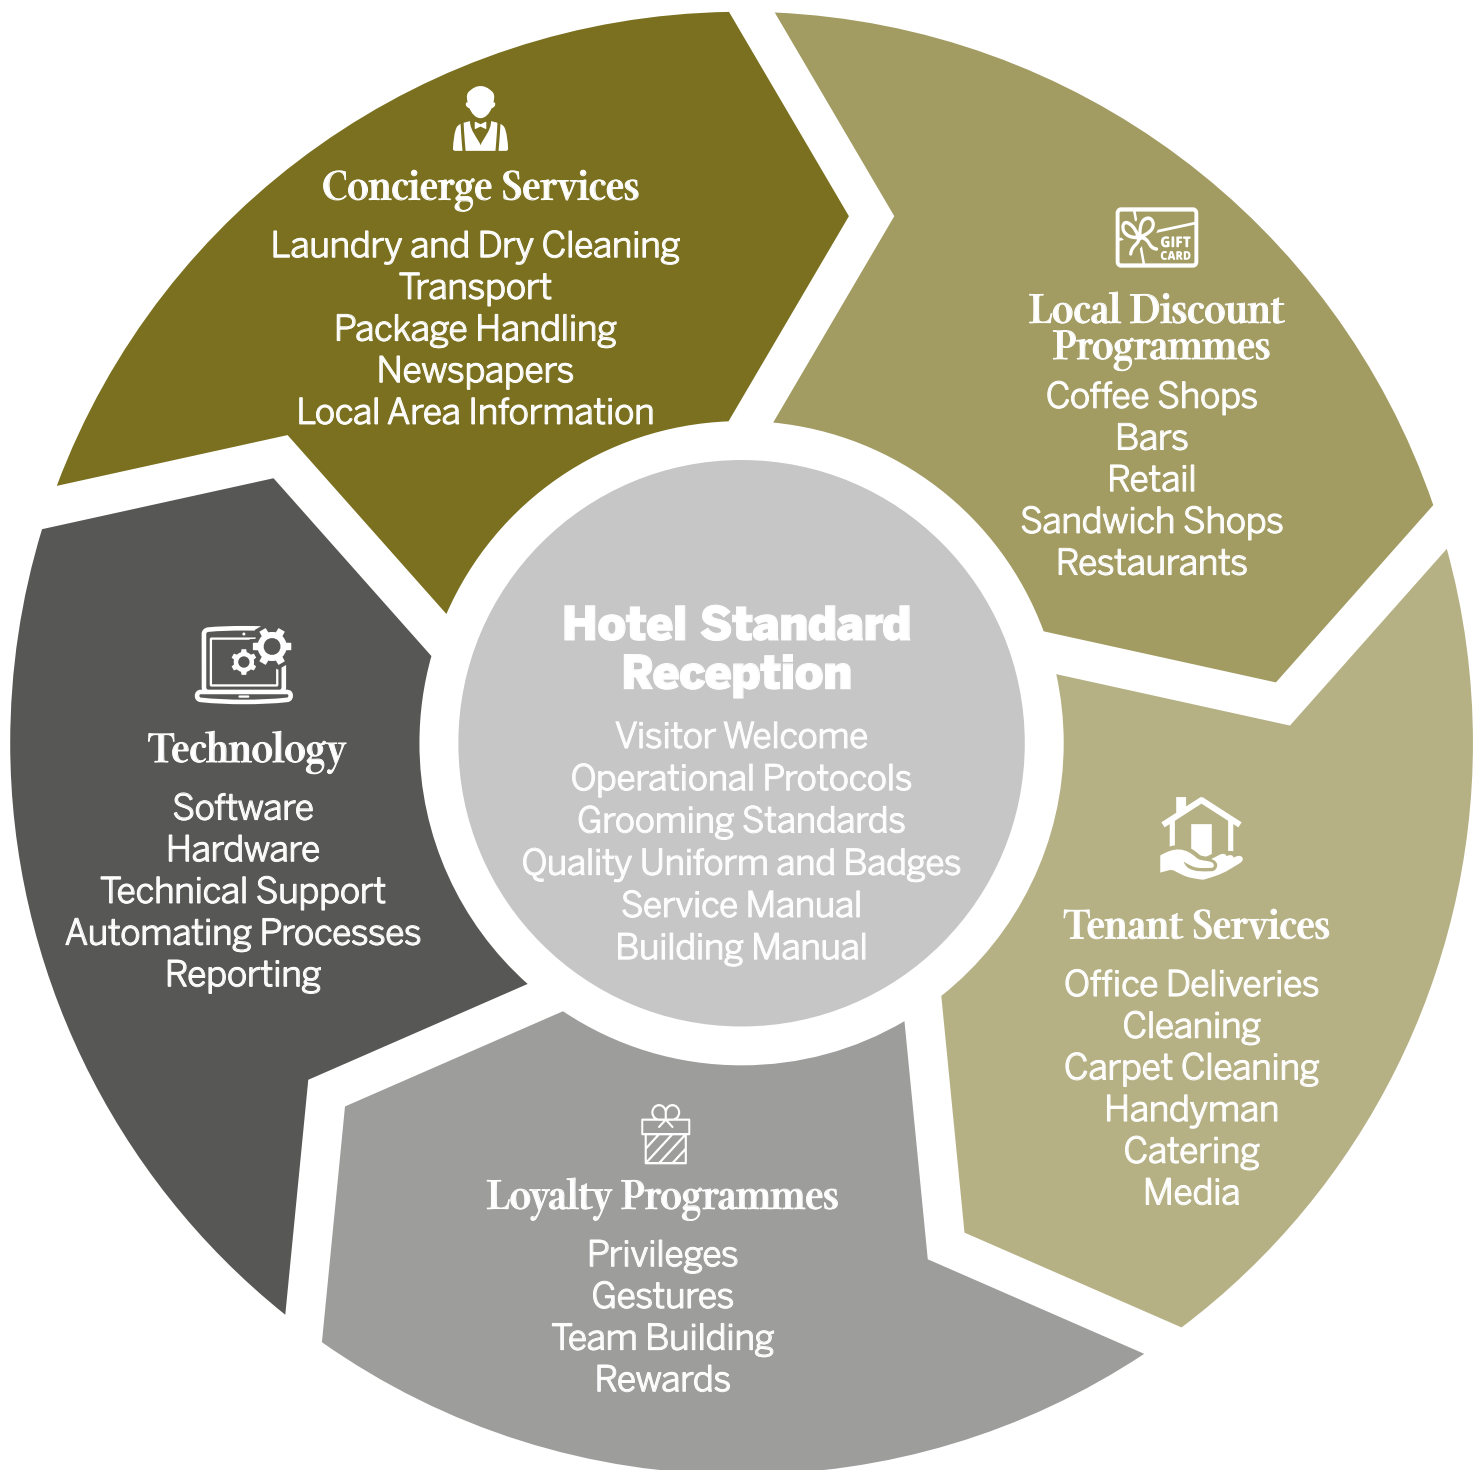 Concierge Services
Laundry and Dry Cleaning
Transport
Package Handling
Newspapers
Local Area Information
GIFT
CARD
Local Discount
Programmes
Coffee Shops
Bars
Retail
Sandwich Shops
Restaurants
Hotel Standard
Reception
Visitor Welcome
Operational Protocols
Grooming Standards
Quality Uniform and Badges
Service Manual
Building Manual
Technology
Software
Hardware
Technical Support
Automating Processes
Reporting
Tenant Services
Office Deliveries
Cleaning
Carpet Cleaning
Handyman
Catering
Media
Loyalty Programmes
Privileges
Gestures
Team Building
Rewards